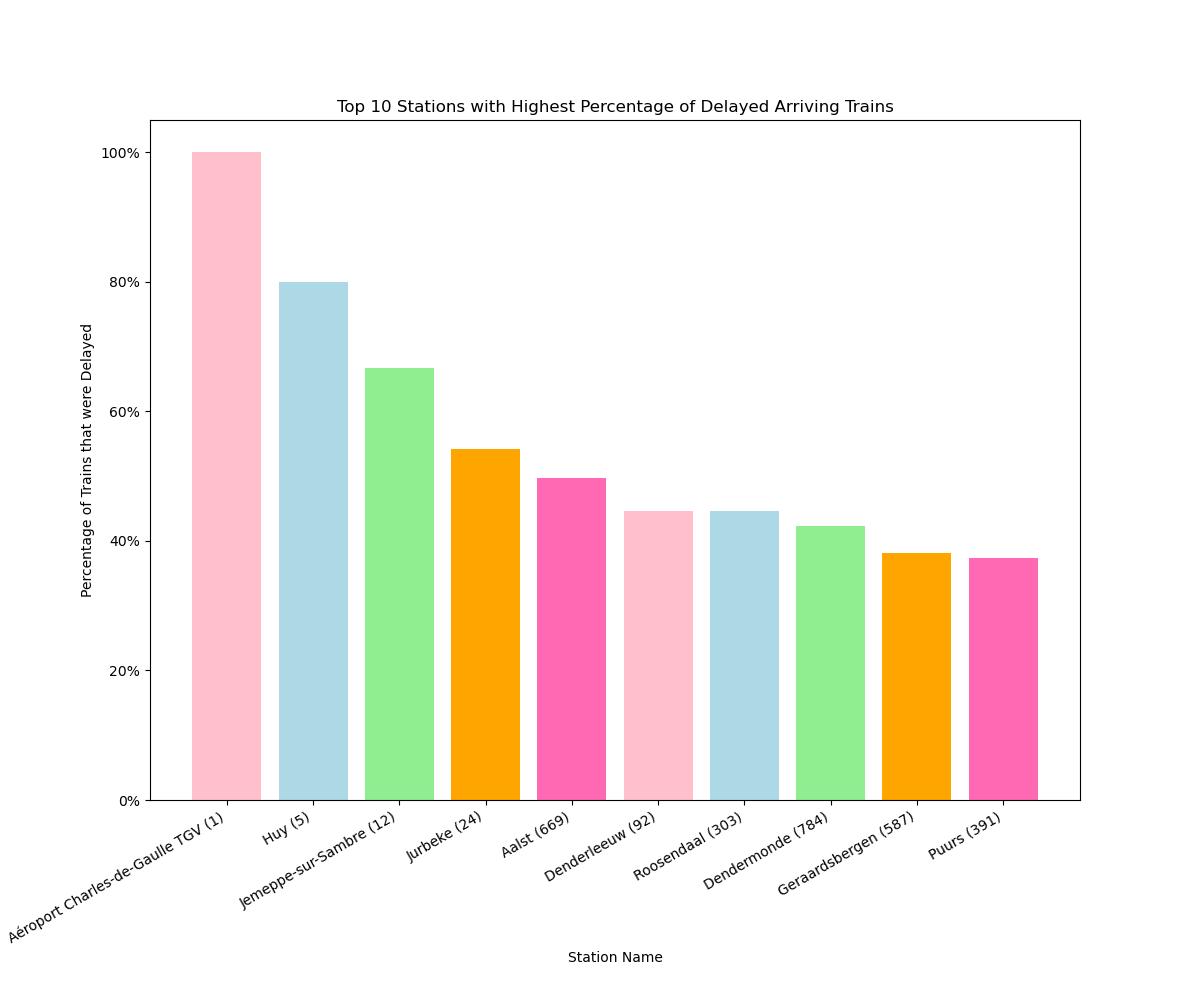 Top 10 Stations with Highest Percentage of Delayed Arriving Trains
Percentage of Trains that were Delayed
100%
80%
60%
40%
20%
0%
Aéroport Charles-de-Gaulle TGV (1)
Huy (5)
Jemeppe-sur-Sambre (12)
Jurbeke (24)
Aalst (669)
Denderleeuw (92)
Roosendaal (303)
Dendermonde (784)
Geraardsbergen (587)
Puurs (391)
Station Name